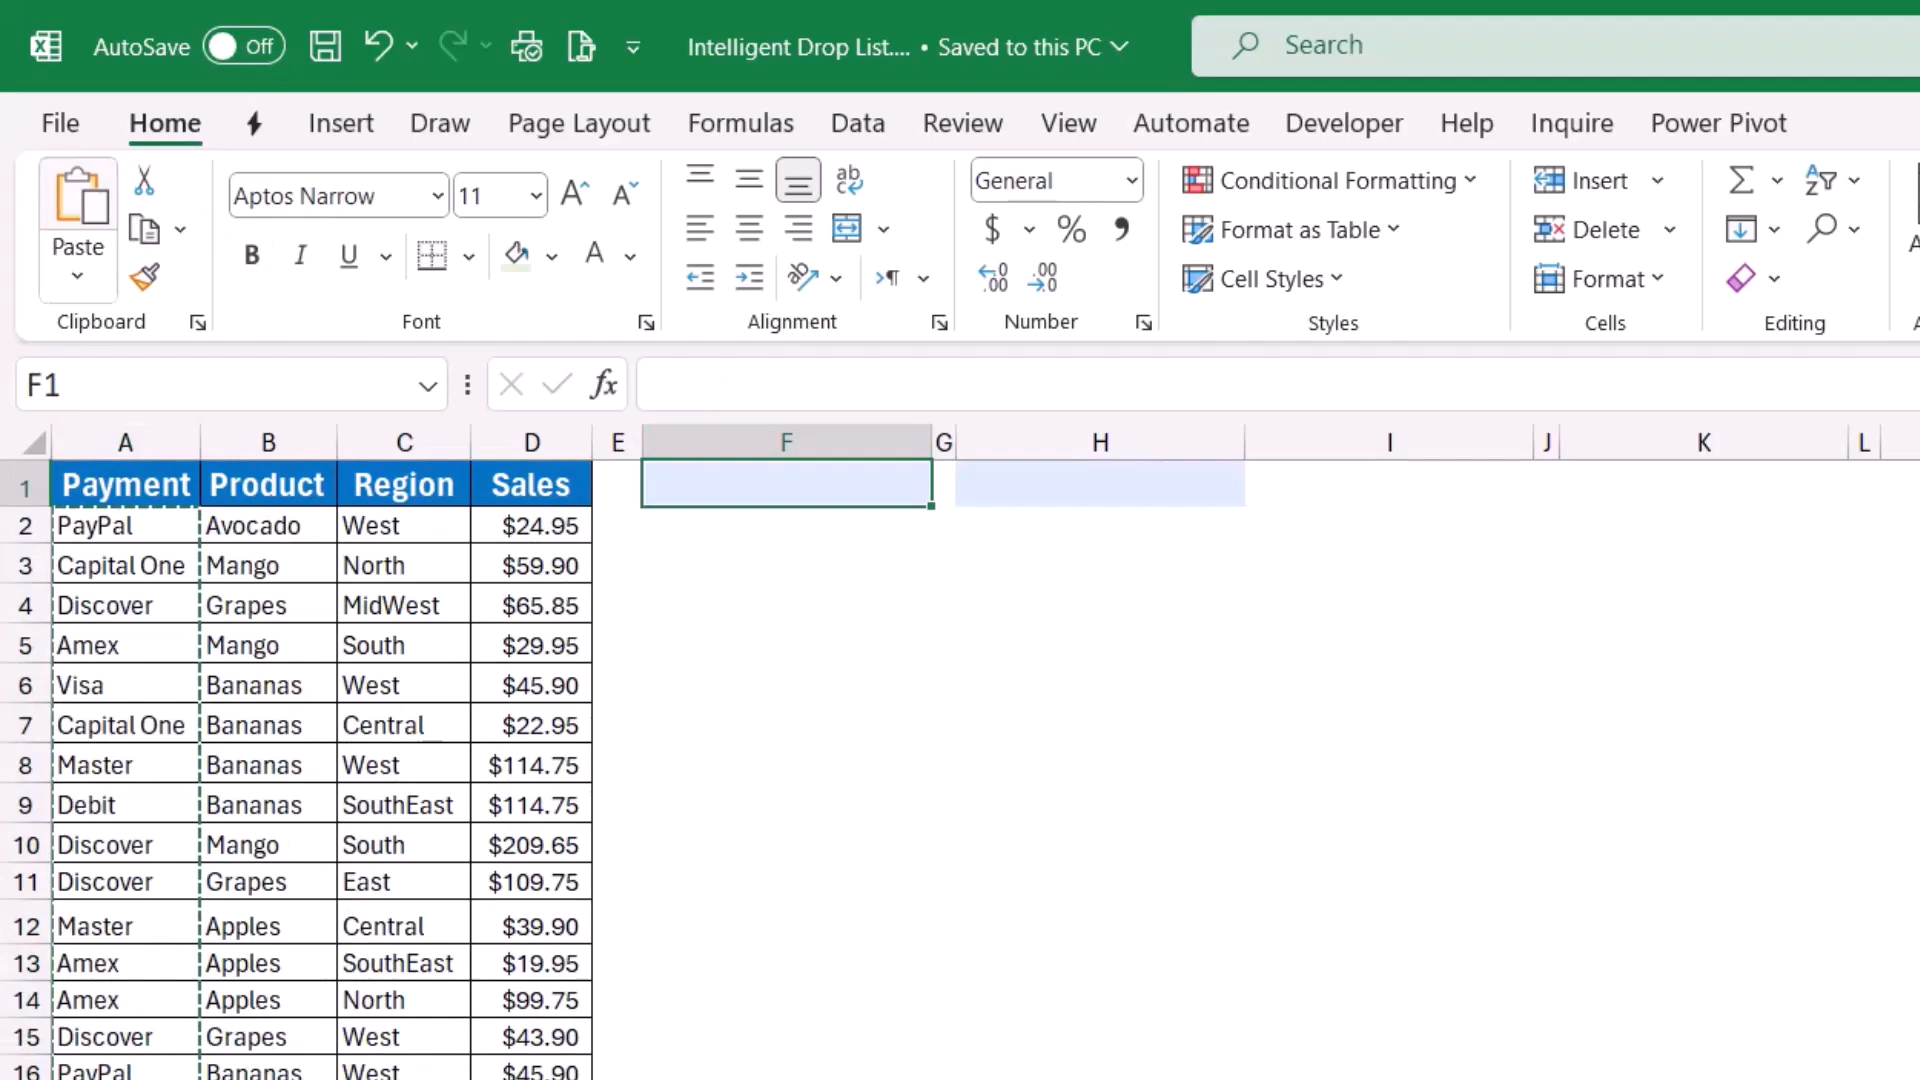 AutoSave Off Intelligent Drop List.... • Saved to this PC Search
File Home Insert Draw Page Layout Formulas Data Review View Automate Developer Help Inquire Power Pivot
Paste
Aptos Narrow 11
General
Conditional Formatting
Format as Table
Cell Styles
Insert
Delete
Format
Clipboard Font Alignment Number Styles Cells Editing
F1 fx
A B C D E F G H I J K L
1 Payment Product Region Sales
2 PayPal Avocado West $24.95
3 Capital One Mango North $59.90
4 Discover Grapes MidWest $65.85
5 Amex Mango South $29.95
6 Visa Bananas West $45.90
7 Capital One Bananas Central $22.95
8 Master Bananas West $114.75
9 Debit Bananas SouthEast $114.75
10 Discover Mango South $209.65
11 Discover Grapes East $109.75
12 Master Apples Central $39.90
13 Amex Apples SouthEast $19.95
14 Amex Apples North $99.75
15 Discover Grapes West $43.90
16 PayPal Bananas West $45.90